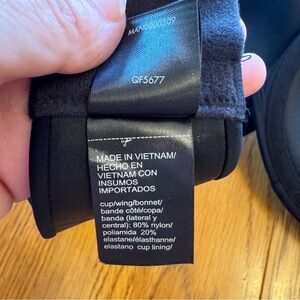 MAN0000509
QF5677
MADE IN VIETNAM/
HECHO EN
VIETNAM CON
INSUMOS
IMPORTADOS
cup/wing/bonnet/
bande côté/copa/
banda (lateral y
central): 80% nylon/
poliamida 20%
elastane/élasthanne/
elastano cup lining/